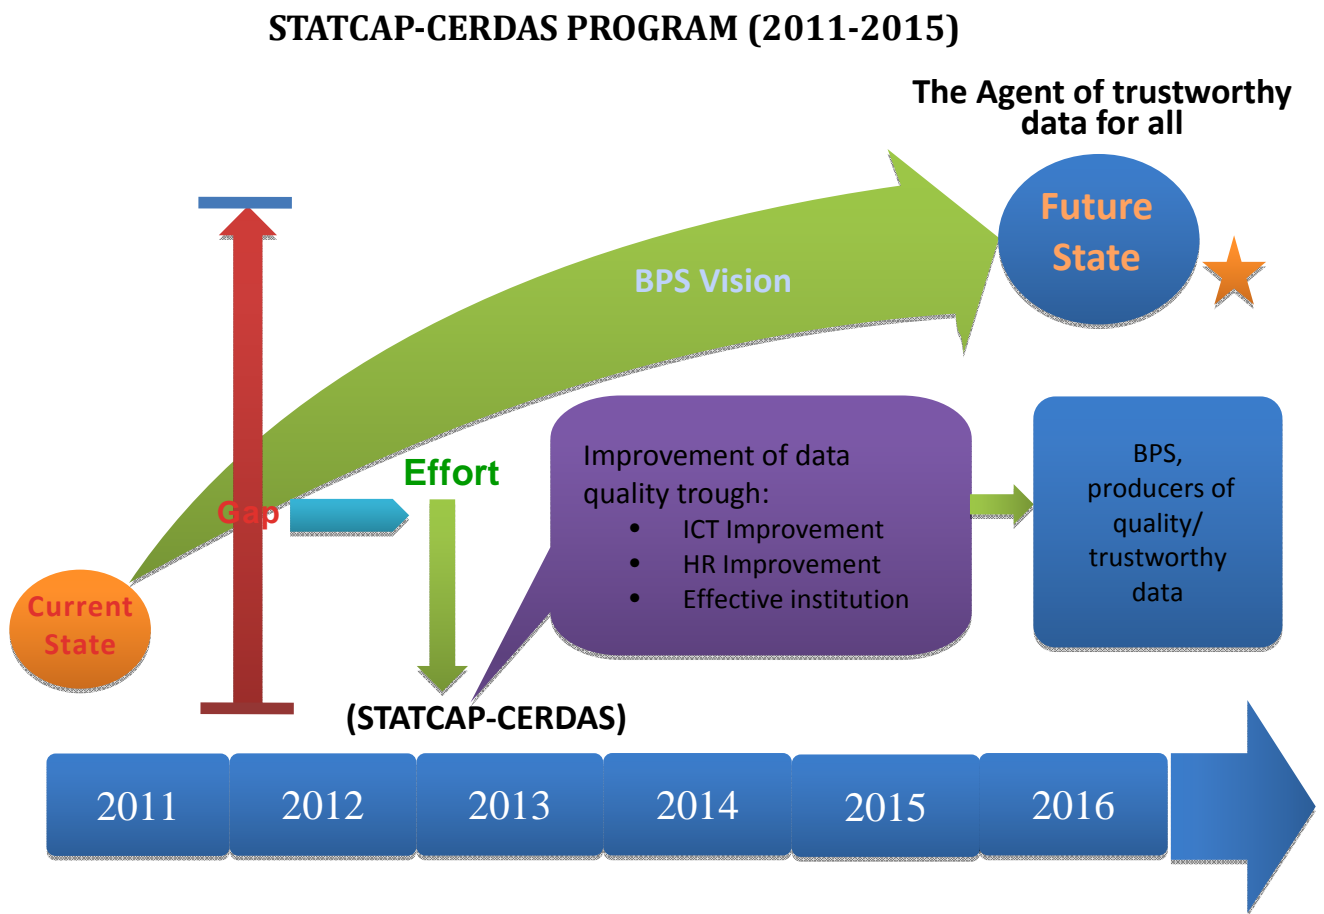 STATCAP-CERDAS PROGRAM (2011-2015)
The Agent of trustworthy
data for all
Future
State
BPS Vision
Effort
Gap
Current
State
Improvement of data
quality trough:
• ICT Improvement
• HR Improvement
• Effective institution
BPS,
producers of
quality/
trustworthy
data
(STATCAP-CERDAS)
2011
2012
2013
2014
2015
2016